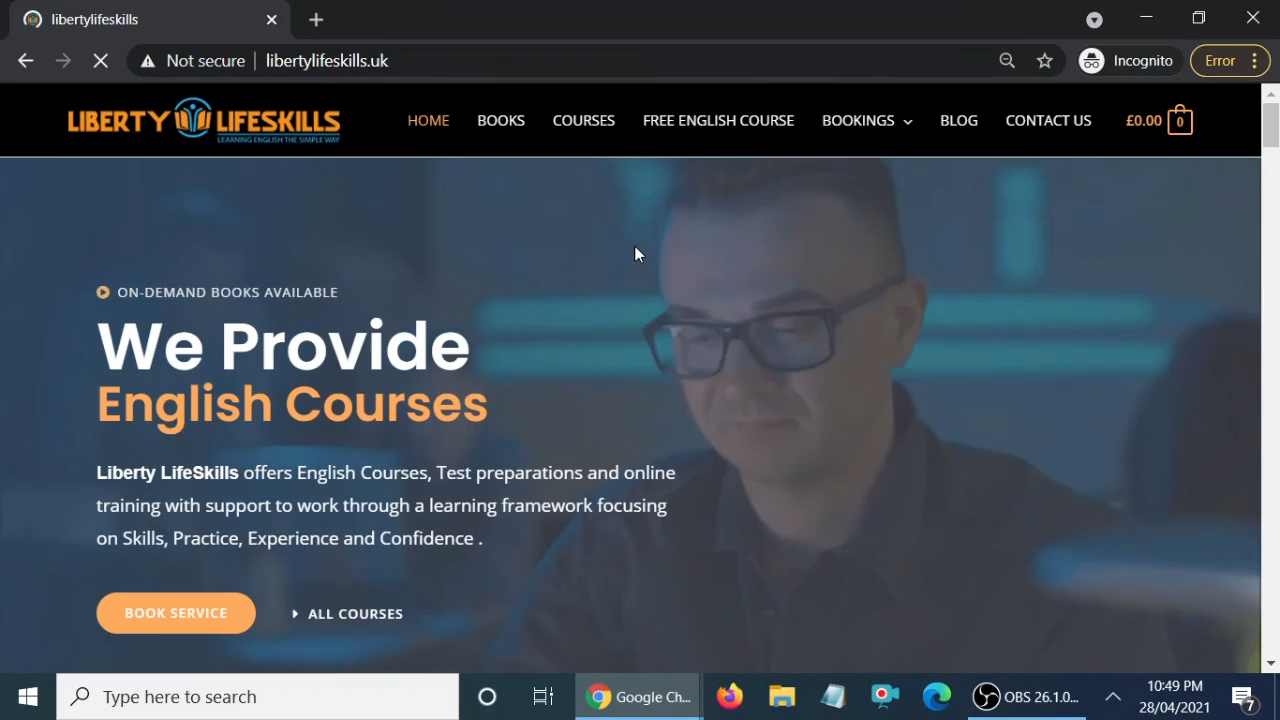 libertylifeskills
Not secure
libertylifeskills.uk
Incognito
Error
LIBERTY LIFESKILLS
LEARNING ENGLISH THE SIMPLE WAY
HOME
BOOKS
COURSES
FREE ENGLISH COURSE
BOOKINGS
BLOG
CONTACT US
£0.00
0
ON-DEMAND BOOKS AVAILABLE
We Provide
English Courses
Liberty LifeSkills offers English Courses, Test preparations and online
training with support to work through a learning framework focusing
on Skills, Practice, Experience and Confidence .
BOOK SERVICE
ALL COURSES
Type here to search
Google Ch...
OBS 26.1.0...
10:49 PM
28/04/2021
7